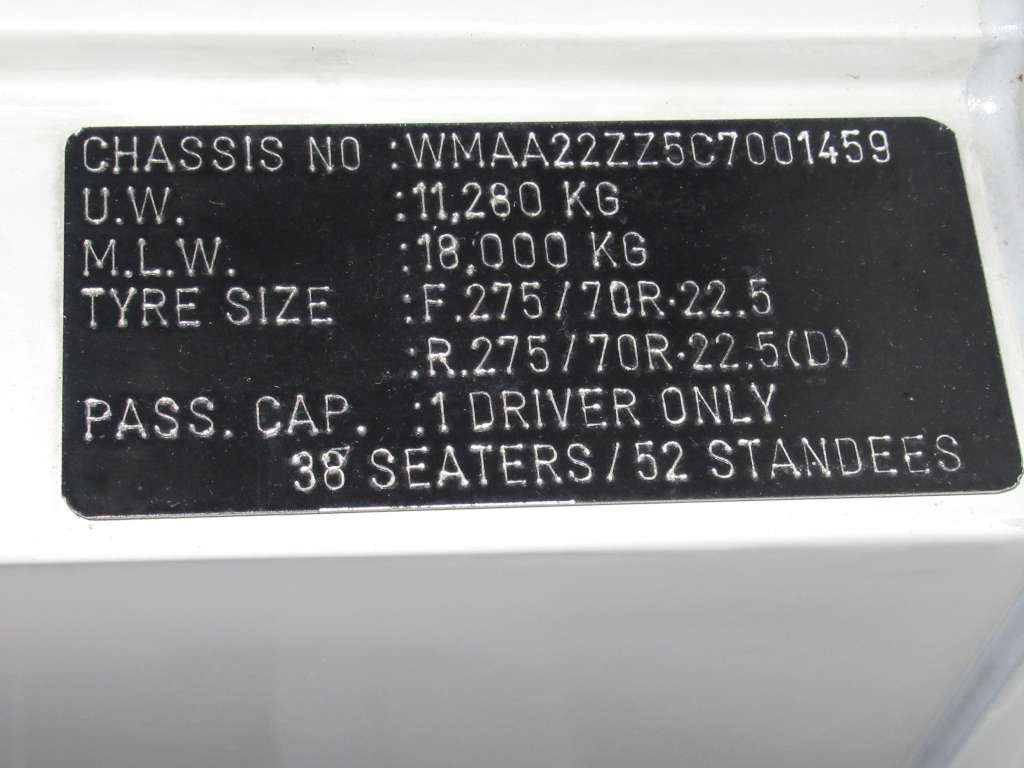 CHASSIS NO :WMAA22ZZ5C7001459
U.W. :11,280 KG
M.L.W. :18,000 KG
TYRE SIZE :F.275/70R·22.5
:R.275/70R·22.5(D)
PASS. CAP. :1 DRIVER ONLY
38 SEATERS/52 STANDEES